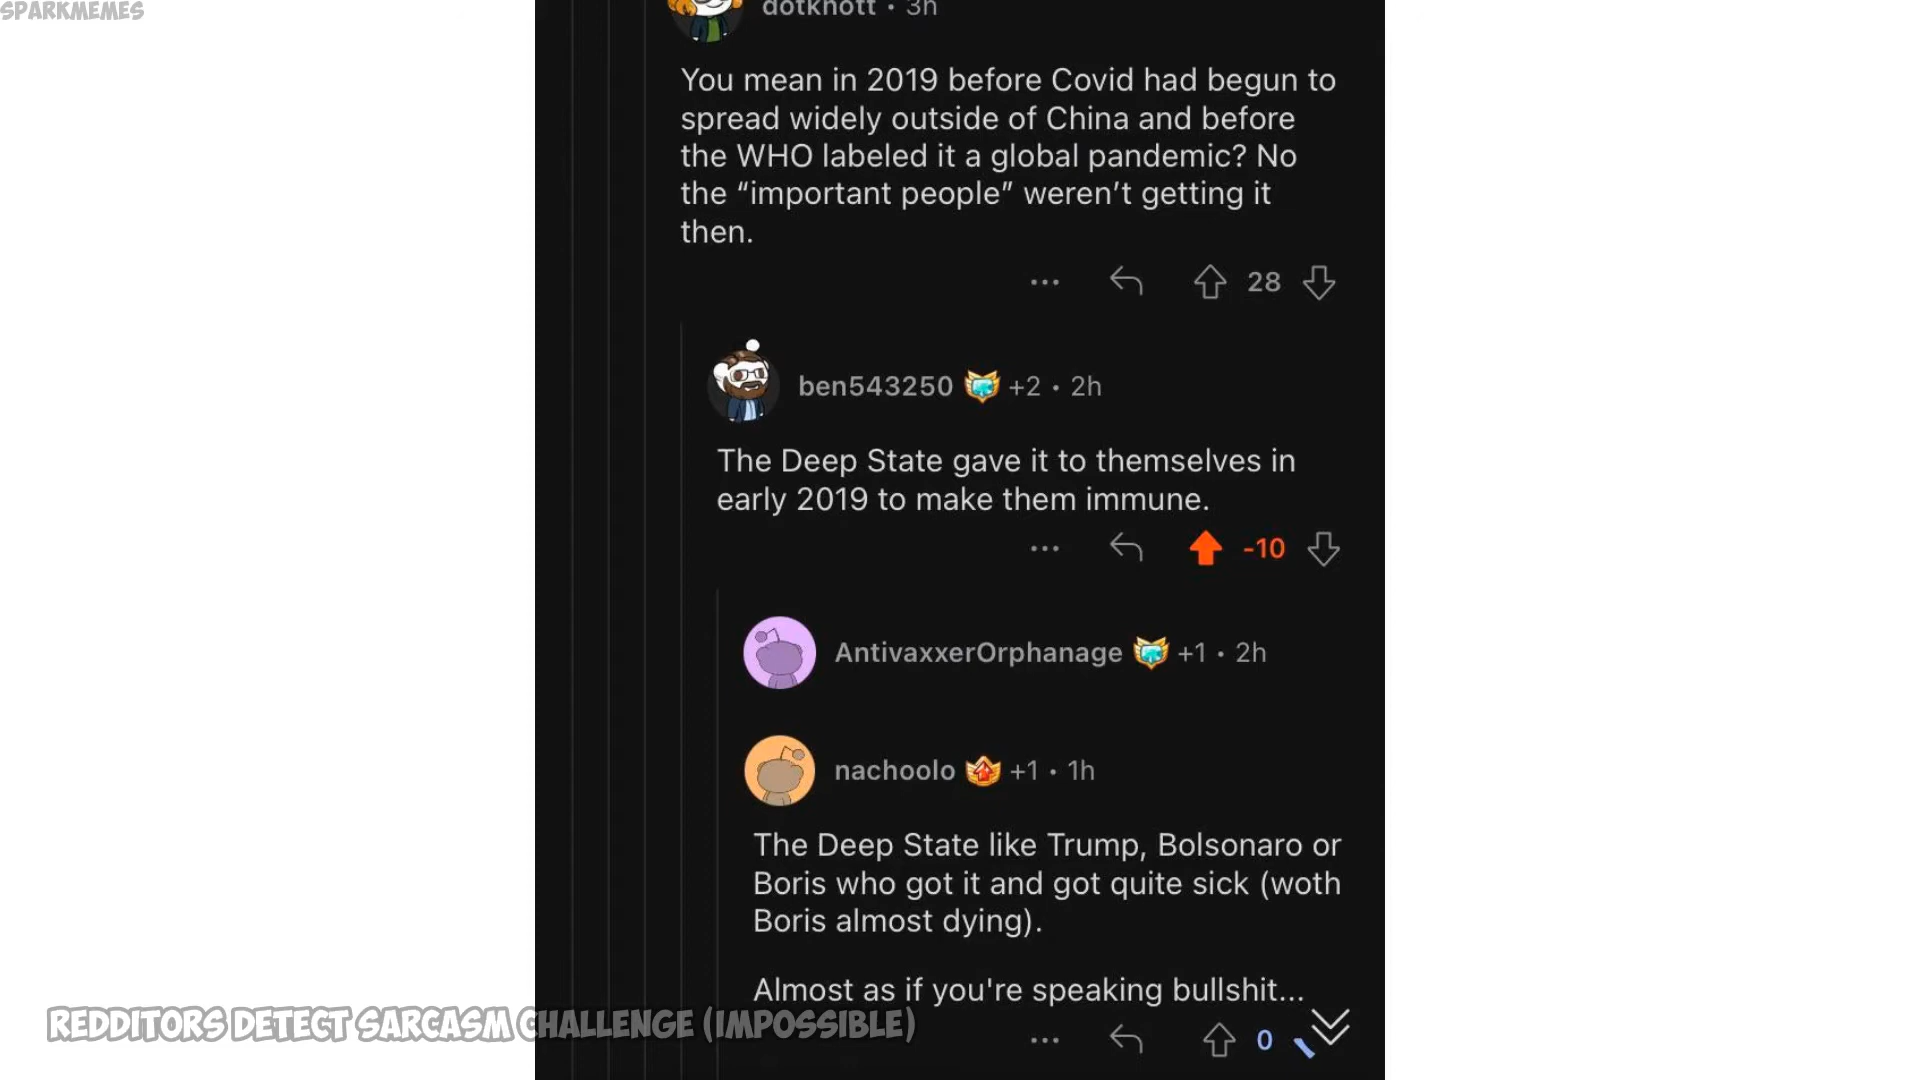 SPARKMEMES
dotknott • 3h
You mean in 2019 before Covid had begun to
spread widely outside of China and before
the WHO labeled it a global pandemic? No
the “important people” weren’t getting it
then.
28
ben543250 +2 • 2h
The Deep State gave it to themselves in
early 2019 to make them immune.
-10
AntivaxxerOrphanage +1 • 2h
nachoolo +1 • 1h
The Deep State like Trump, Bolsonaro or
Boris who got it and got quite sick (woth
Boris almost dying).
Almost as if you're speaking bullshit...
REDDITORS DETECT SARCASM CHALLENGE (IMPOSSIBLE)
0